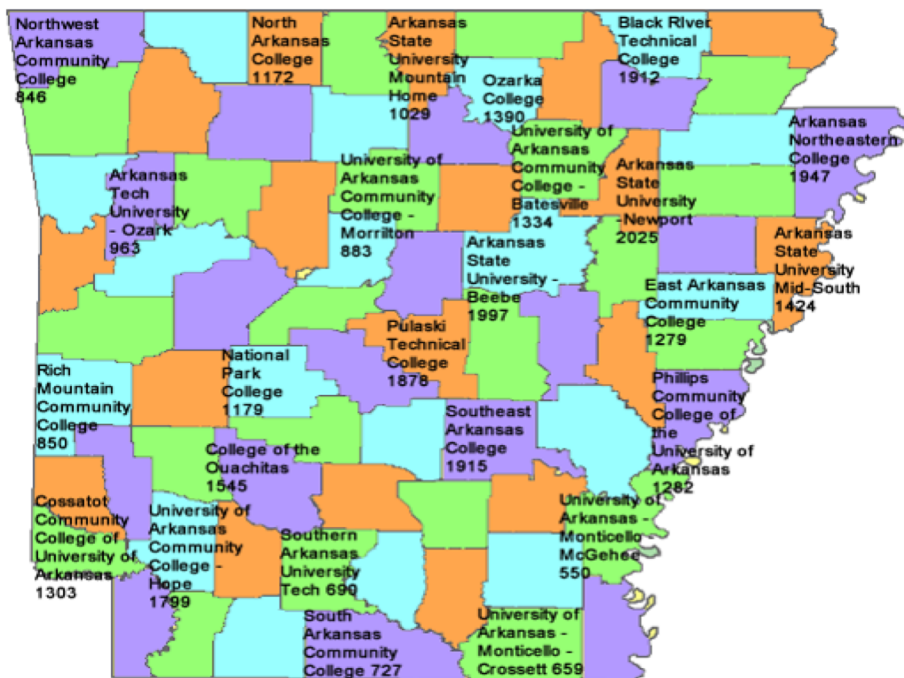 Northwest
Arkansas
Community
College
846
North
Arkansas
College
1172
Arkansas
State
University
Mountain
Home
1029
Ozarka
College
1390
Black RIver
Technical
College
1912
Arkansas
Northeastern
College
1947
Arkansas
Tech
University
- Ozark
963
University of
Arkansas
Community
College -
Morrilton
883
University of
Arkansas
Community
College -
Batesville
1334
Arkansas
State
University
-Newport
2025
Arkansas
State
University
Mid-South
1424
Arkansas
State
University -
Beebe
1997
East Arkansas
Community
College
1279
Pulaski
Technical
College
1878
National
Park
College
1179
Rich
Mountain
Community
College
850
Phillips
Community
College of
the
University of
Arkansas
1282
Southeast
Arkansas
College
1915
College of the
Ouachitas
1545
Cossatot
Community
College of
University of
Arkansas
1303
University of
Arkansas
Community
College -
Hope
1799
Southern
Arkansas
University
Tech 690
University of
Arkansas -
Monticello
McGehee
550
South
Arkansas
Community
College 727
University of
Arkansas -
Monticello -
Crossett 659